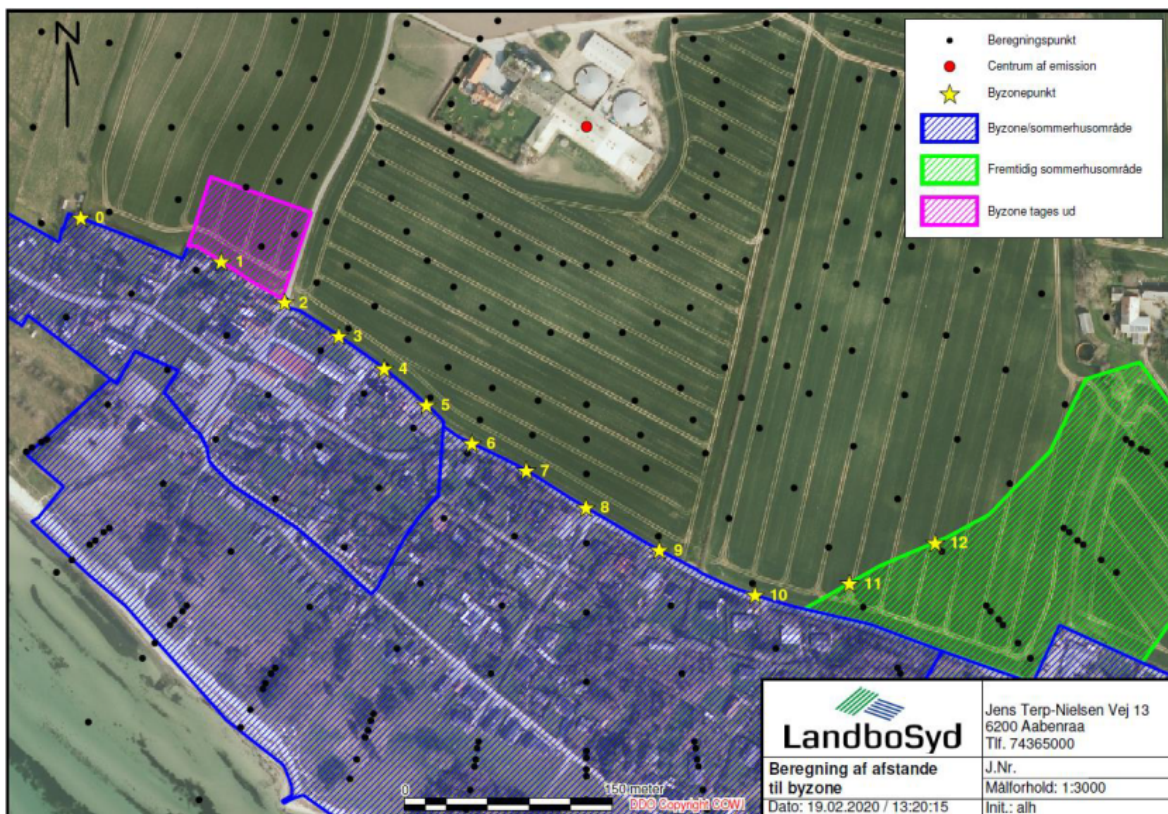 N
Beregningspunkt
Centrum af emission
Byzonepunkt
Byzone/sommerhusområde
Fremtidig sommerhusområde
Byzone tages ud
0
1
2
3
4
5
6
7
8
9
10
11
12
LandboSyd
Jens Terp-Nielsen Vej 13
6200 Aabenraa
Tlf. 74365000
Beregning af afstande
til byzone
J.Nr.
Målforhold: 1:3000
Dato: 19.02.2020 / 13:20:15
Init.: alh
0
150 meter
DDO Copyright COWI